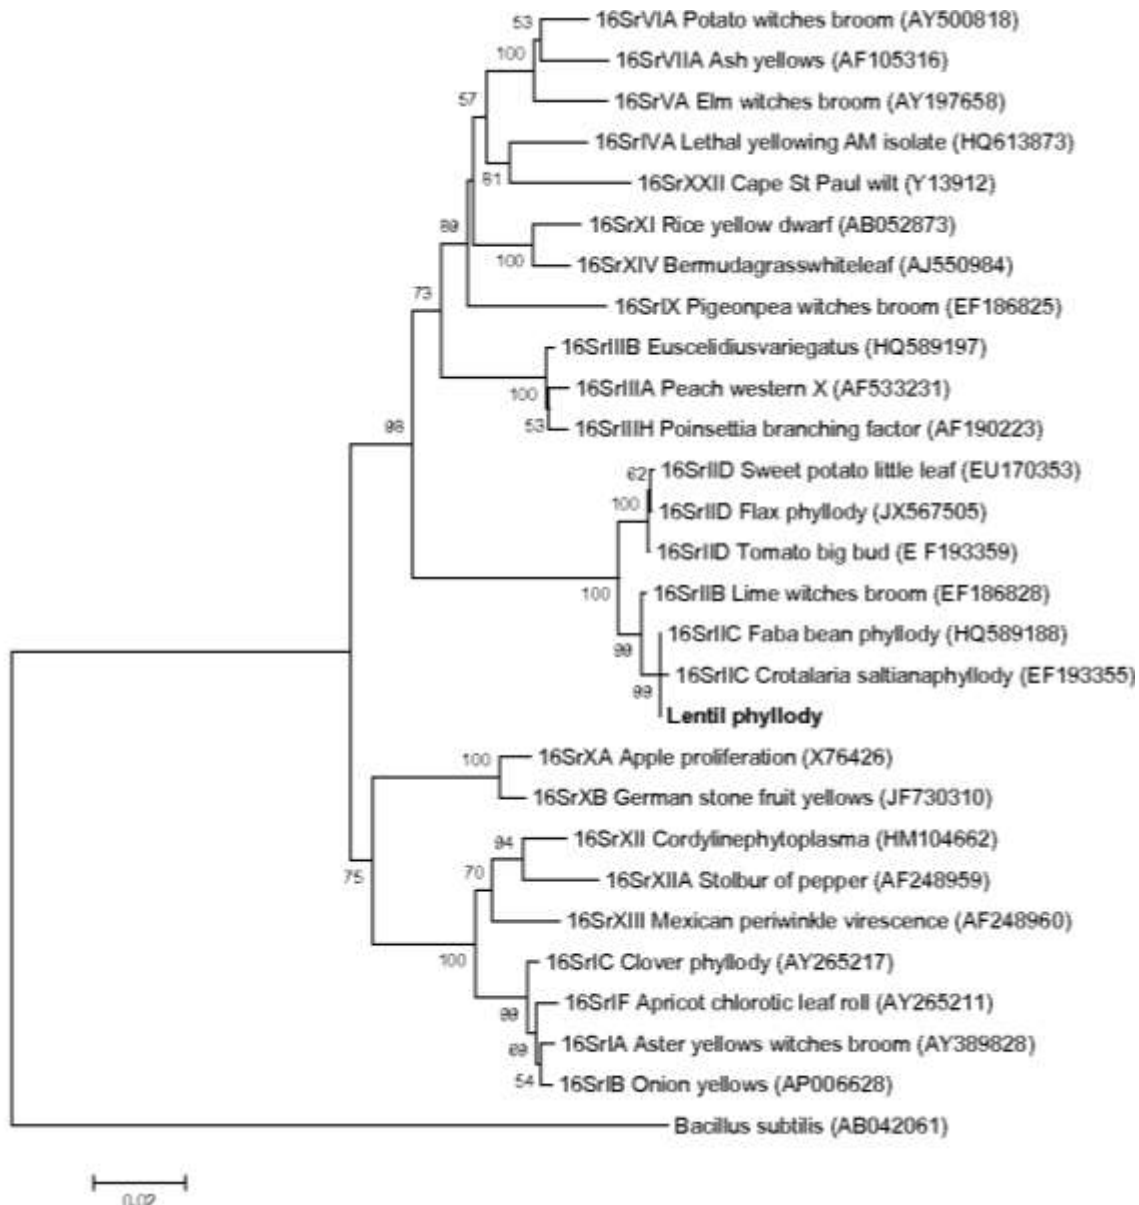 53
16SrVIA Potato witches broom (AY500818)
100
16SrVIIA Ash yellows (AF105316)
57
16SrVA Elm witches broom (AY197658)
16SrIVA Lethal yellowing AM isolate (HQ613873)
81
16SrXXII Cape St Paul wilt (Y13912)
89
16SrXI Rice yellow dwarf (AB052873)
100
16SrXIV Bermudagrasswhiteleaf (AJ550984)
73
16SrIX Pigeonpea witches broom (EF186825)
16SrIIIB Euscelidiusvariegatus (HQ589197)
100
16SrIIIA Peach western X (AF533231)
98
53
16SrIIIH Poinsettia branching factor (AF190223)
62
16SrIID Sweet potato little leaf (EU170353)
100
16SrIID Flax phyllody (JX567505)
16SrIID Tomato big bud (E F193359)
100
16SrIIB Lime witches broom (EF186828)
99
16SrIIC Faba bean phyllody (HQ589188)
16SrIIC Crotalaria saltianaphyllody (EF193355)
99
Lentil phyllody
100
16SrXA Apple proliferation (X76426)
16SrXB German stone fruit yellows (JF730310)
94
16SrXII Cordylinephytoplasma (HM104662)
75
70
16SrXIIA Stolbur of pepper (AF248959)
16SrXIII Mexican periwinkle virescence (AF248960)
100
16SrIC Clover phyllody (AY265217)
99
16SrIF Apricot chlorotic leaf roll (AY265211)
69
16SrIA Aster yellows witches broom (AY389828)
54
16SrIB Onion yellows (AP006628)
Bacillus subtilis (AB042061)
0.02